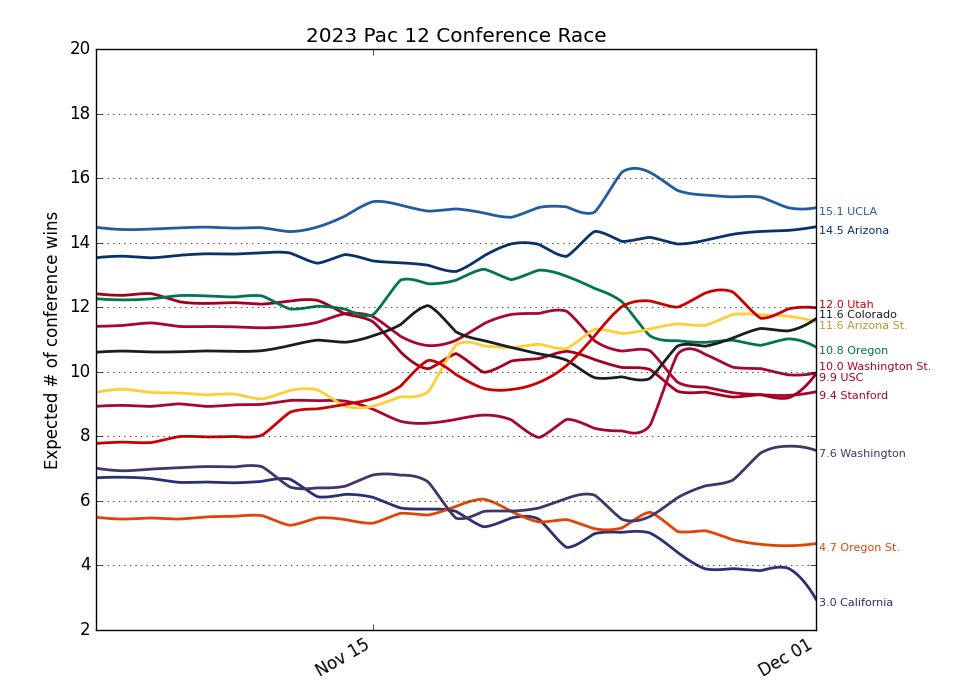 2023 Pac 12 Conference Race
Expected # of conference wins
20
18
16
14
12
10
8
6
4
2
Nov 15
Dec 01
15.1 UCLA
14.5 Arizona
12.0 Utah
11.6 Colorado
11.6 Arizona St.
10.8 Oregon
10.0 Washington St.
9.9 USC
9.4 Stanford
7.6 Washington
4.7 Oregon St.
3.0 California